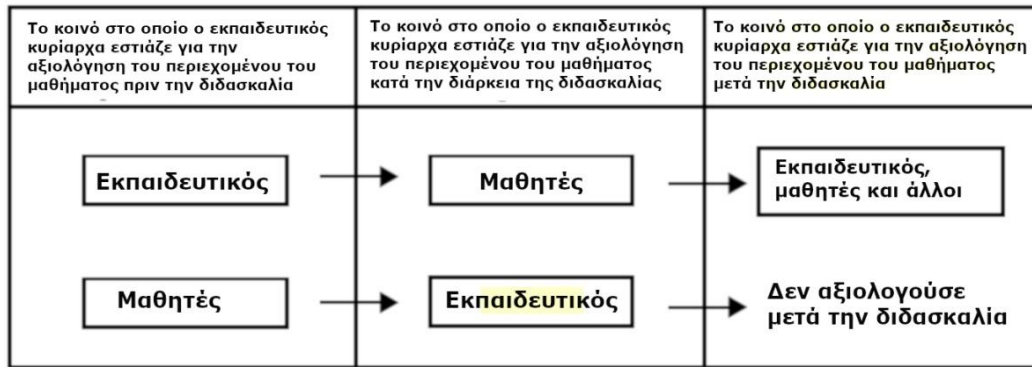 Το κοινό στο οποίο ο εκπαιδευτικός
κυρίαρχα εστιάζε για την
αξιολόγηση του περιεχομένου του
μαθήματος πριν την διδασκαλία
Το κοινό στο οποίο ο εκπαιδευτικός
κυρίαρχα εστιάζε για την αξιολόγηση
του περιεχομένου του μαθήματος
κατά την διάρκεια της διδασκαλίας
Το κοινό στο οποίο ο εκπαιδευτικός
κυρίαρχα εστιάζε για την αξιολόγηση
του περιεχομένου του μαθήματος
μετά την διδασκαλία
Εκπαιδευτικός
Μαθητές
Εκπαιδευτικός,
μαθητές και άλλοι
Μαθητές
Εκπαιδευτικός
Δεν αξιολογούσε
μετά την διδασκαλία